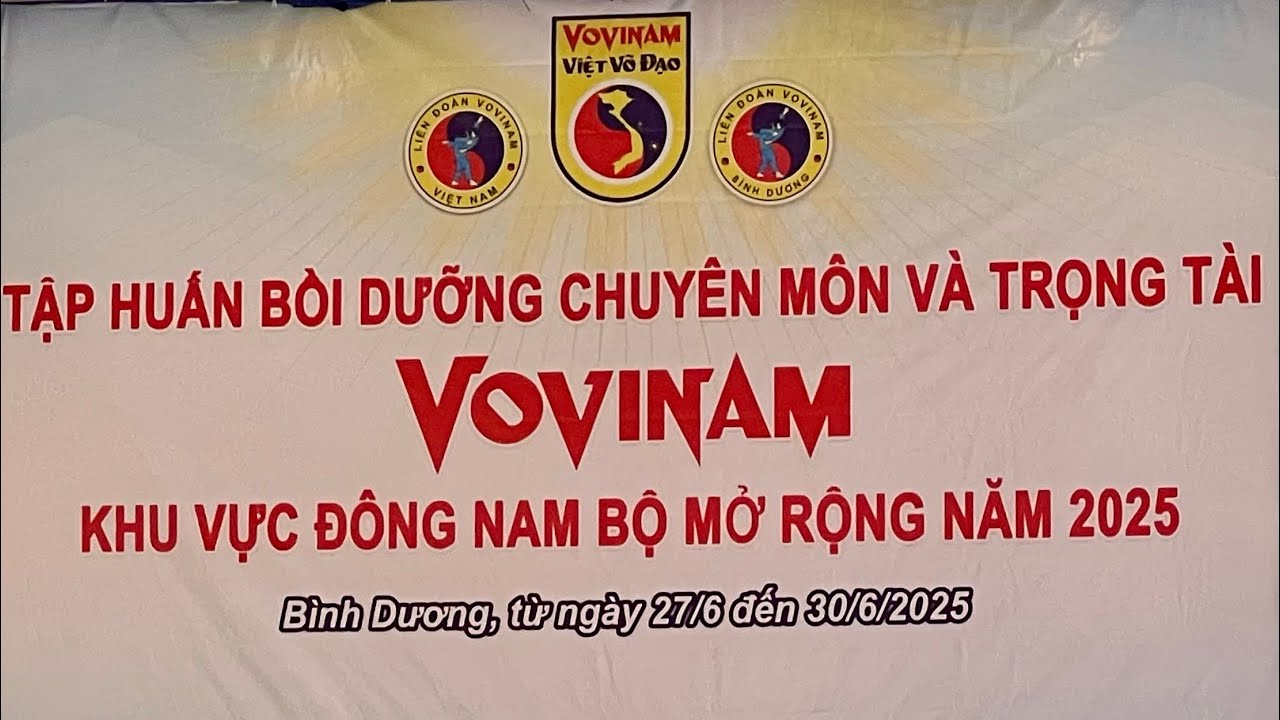 VOVINAM
VIỆT VÕ ĐẠO
LIÊN ĐOÀN VOVINAM
VIỆT NAM
LIÊN ĐOÀN VOVINAM
BÌNH DƯƠNG
TẬP HUẤN BỒI DƯỠNG CHUYÊN MÔN VÀ TRỌNG TÀI
VOVINAM
KHU VỰC ĐÔNG NAM BỘ MỞ RỘNG NĂM 2025
Bình Dương, từ ngày 27/6 đến 30/6/2025